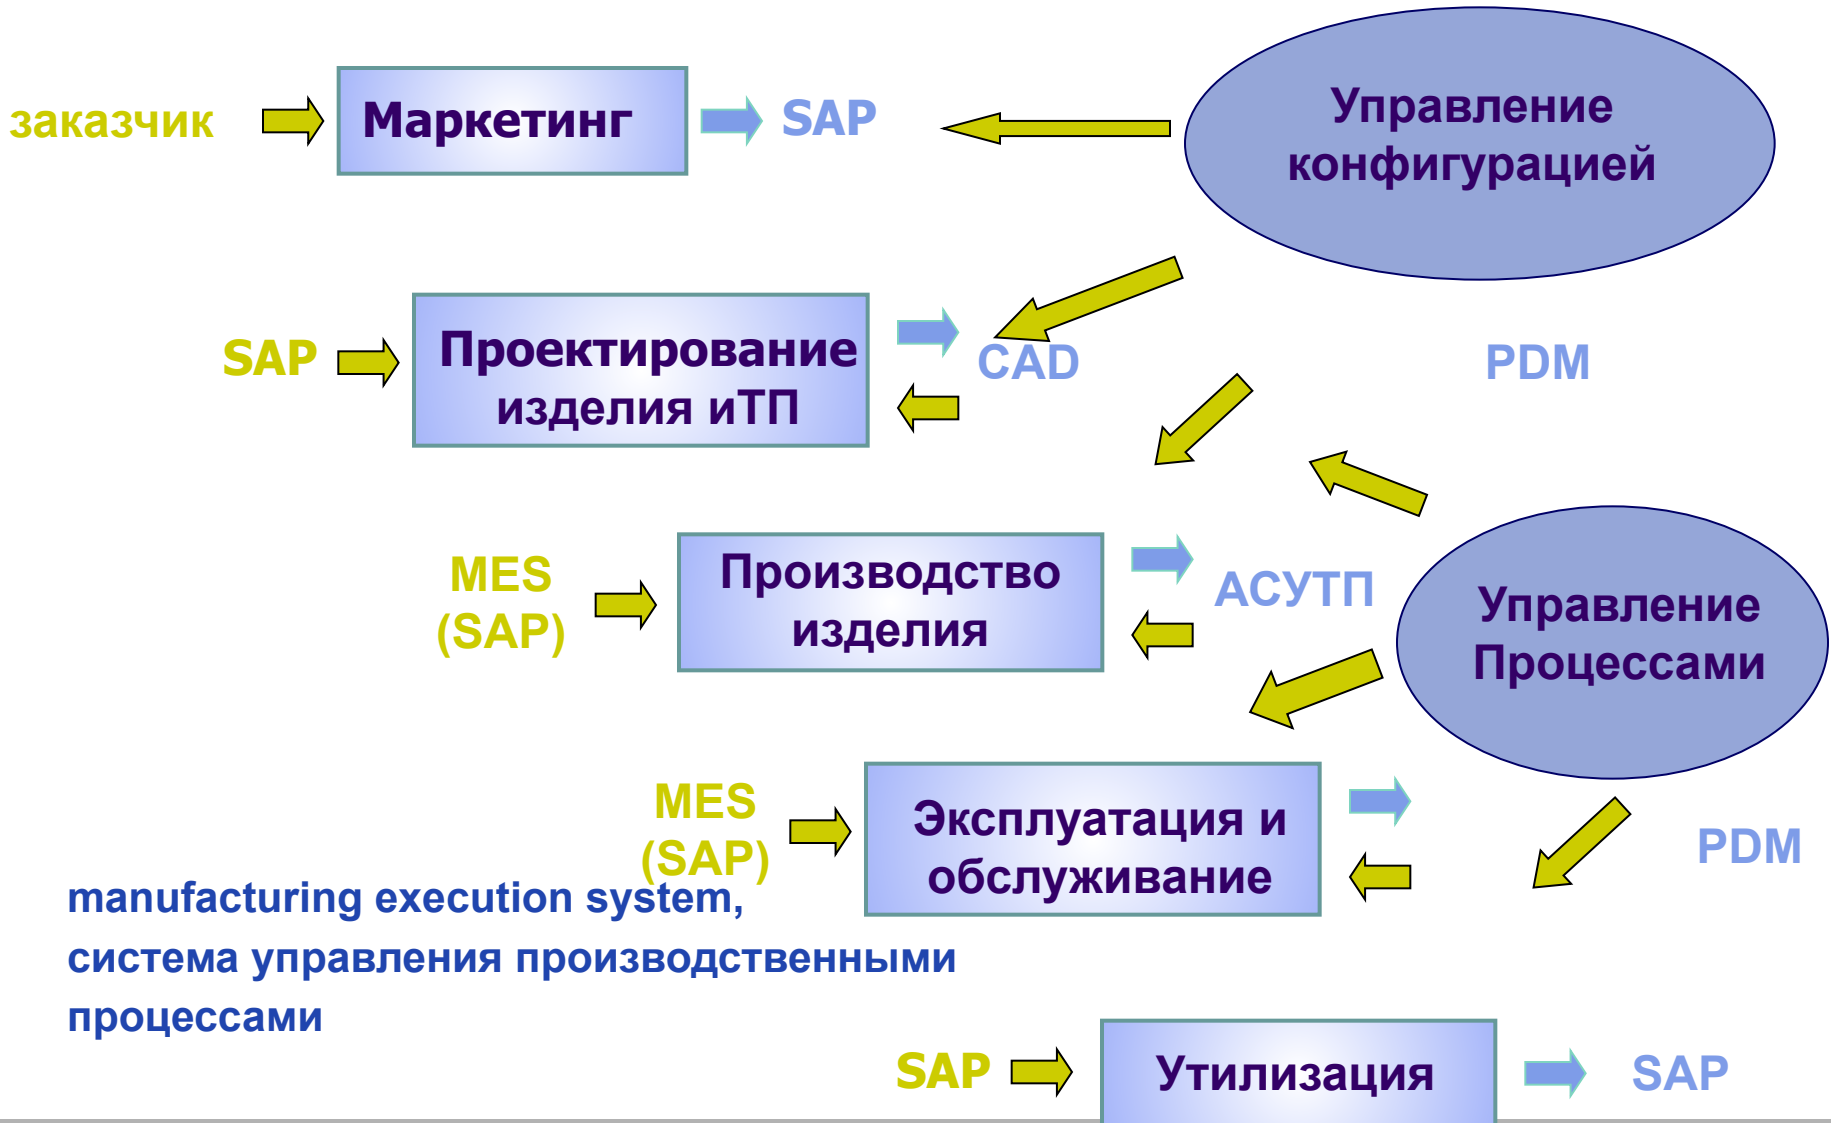 заказчик
Маркетинг
SAP
Управление
конфигурацией
SAP
Проектирование
изделия иТП
CAD
PDM
MES
(SAP)
Производство
изделия
АСУТП
Управление
Процессами
MES
(SAP)
Эксплуатация и
обслуживание
PDM
manufacturing execution system,
система управления производственными
процессами
SAP
Утилизация
SAP